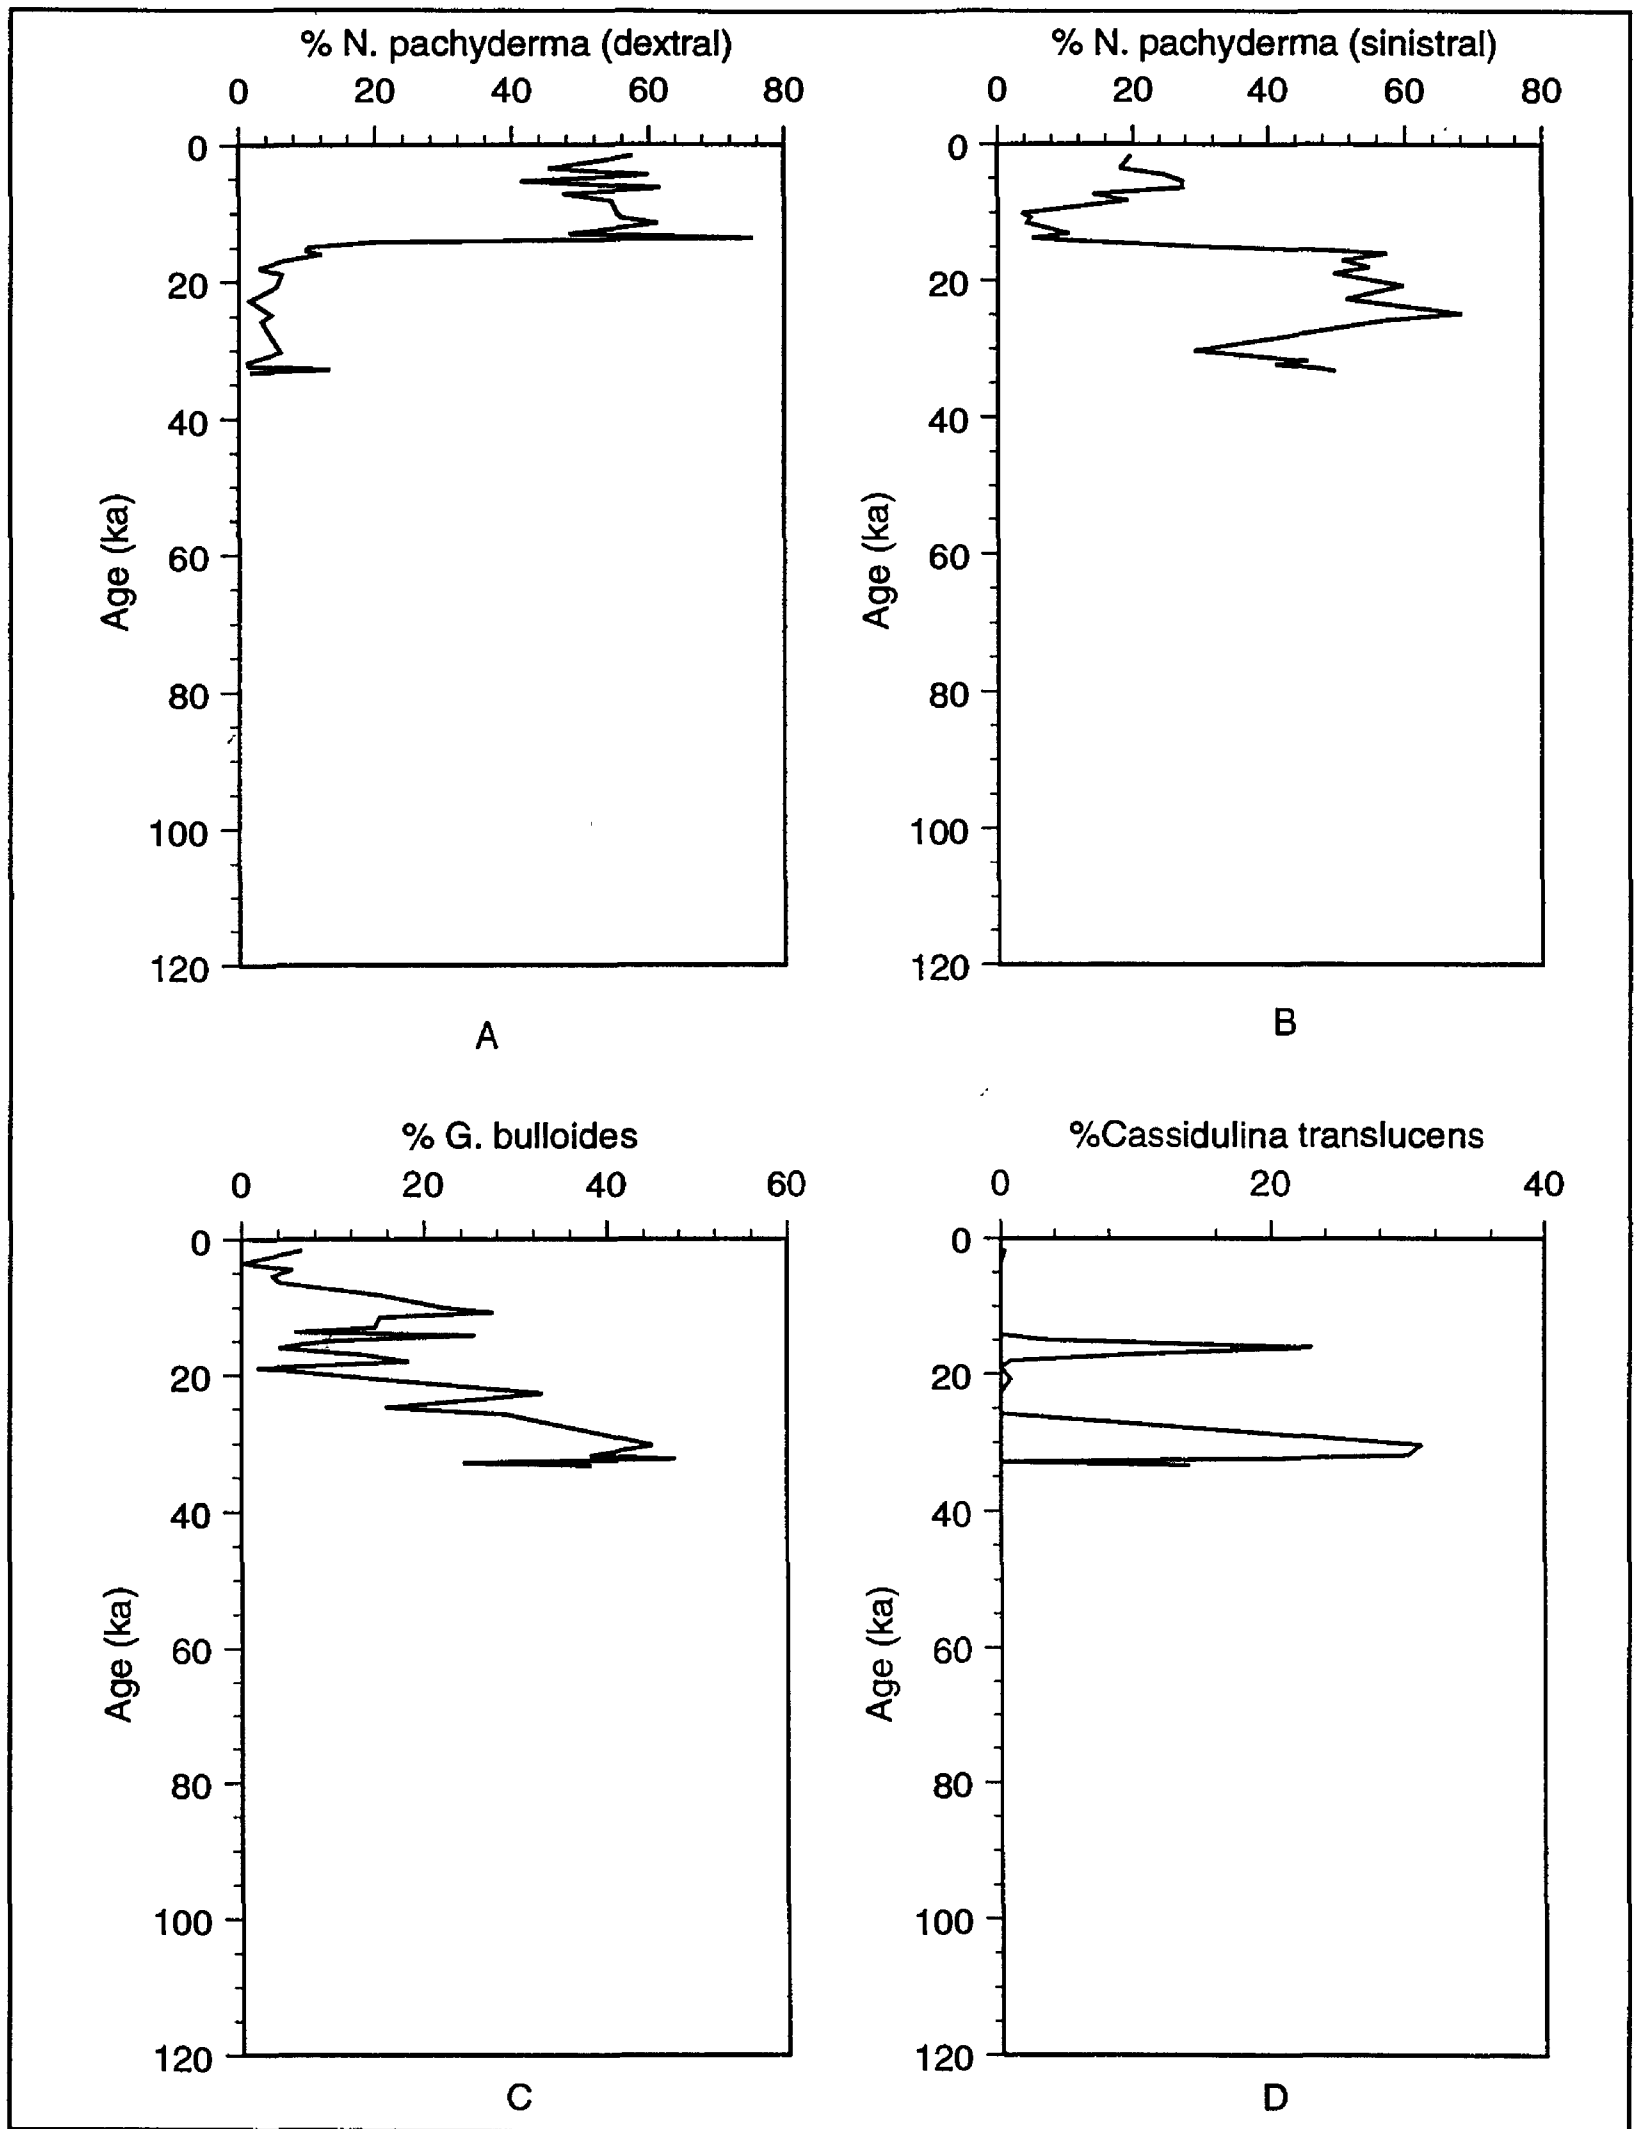 % N. pachyderma (dextral)
0 20 40 60 80
0
20
40
60
80
100
120
Age (ka)
A
% N. pachyderma (sinistral)
0 20 40 60 80
0
20
40
60
80
100
120
Age (ka)
B
% G. bulloides
0 20 40 60
0
20
40
60
80
100
120
Age (ka)
C
%Cassidulina translucens
0 20 40
0
20
40
60
80
100
120
Age (ka)
D